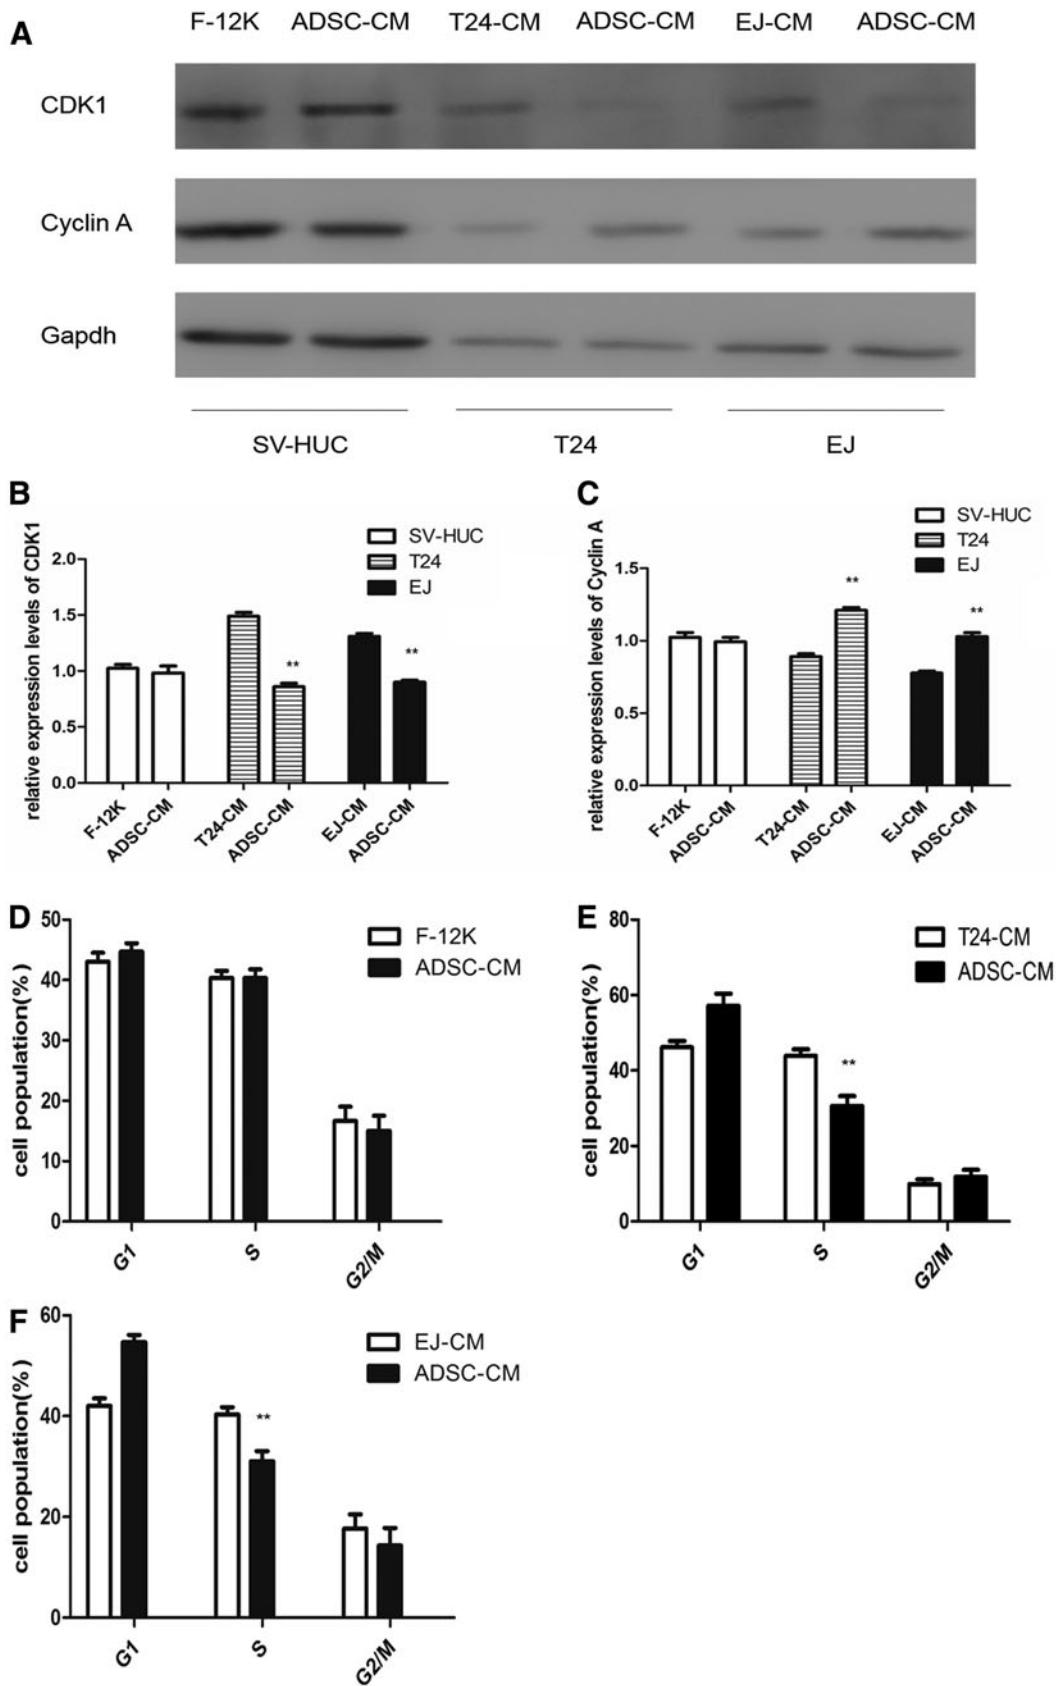 A
F-12K ADSC-CM T24-CM ADSC-CM EJ-CM ADSC-CM
CDK1
Cyclin A
Gapdh
SV-HUC T24 EJ
B
relative expression levels of CDK1
SV-HUC
T24
EJ
2.0
1.5
1.0
0.5
0.0
** **
F-12K ADSC-CM T24-CM ADSC-CM EJ-CM ADSC-CM
C
relative expression levels of Cyclin A
SV-HUC
T24
EJ
1.5
1.0
0.5
0.0
** **
F-12K ADSC-CM T24-CM ADSC-CM EJ-CM ADSC-CM
D
cell population(%)
F-12K
ADSC-CM
50
40
30
20
10
0
G1 S G2/M
E
cell population(%)
T24-CM
ADSC-CM
80
60
40
20
0
**
G1 S G2/M
F
cell population(%)
EJ-CM
ADSC-CM
60
40
20
0
**
G1 S G2/M